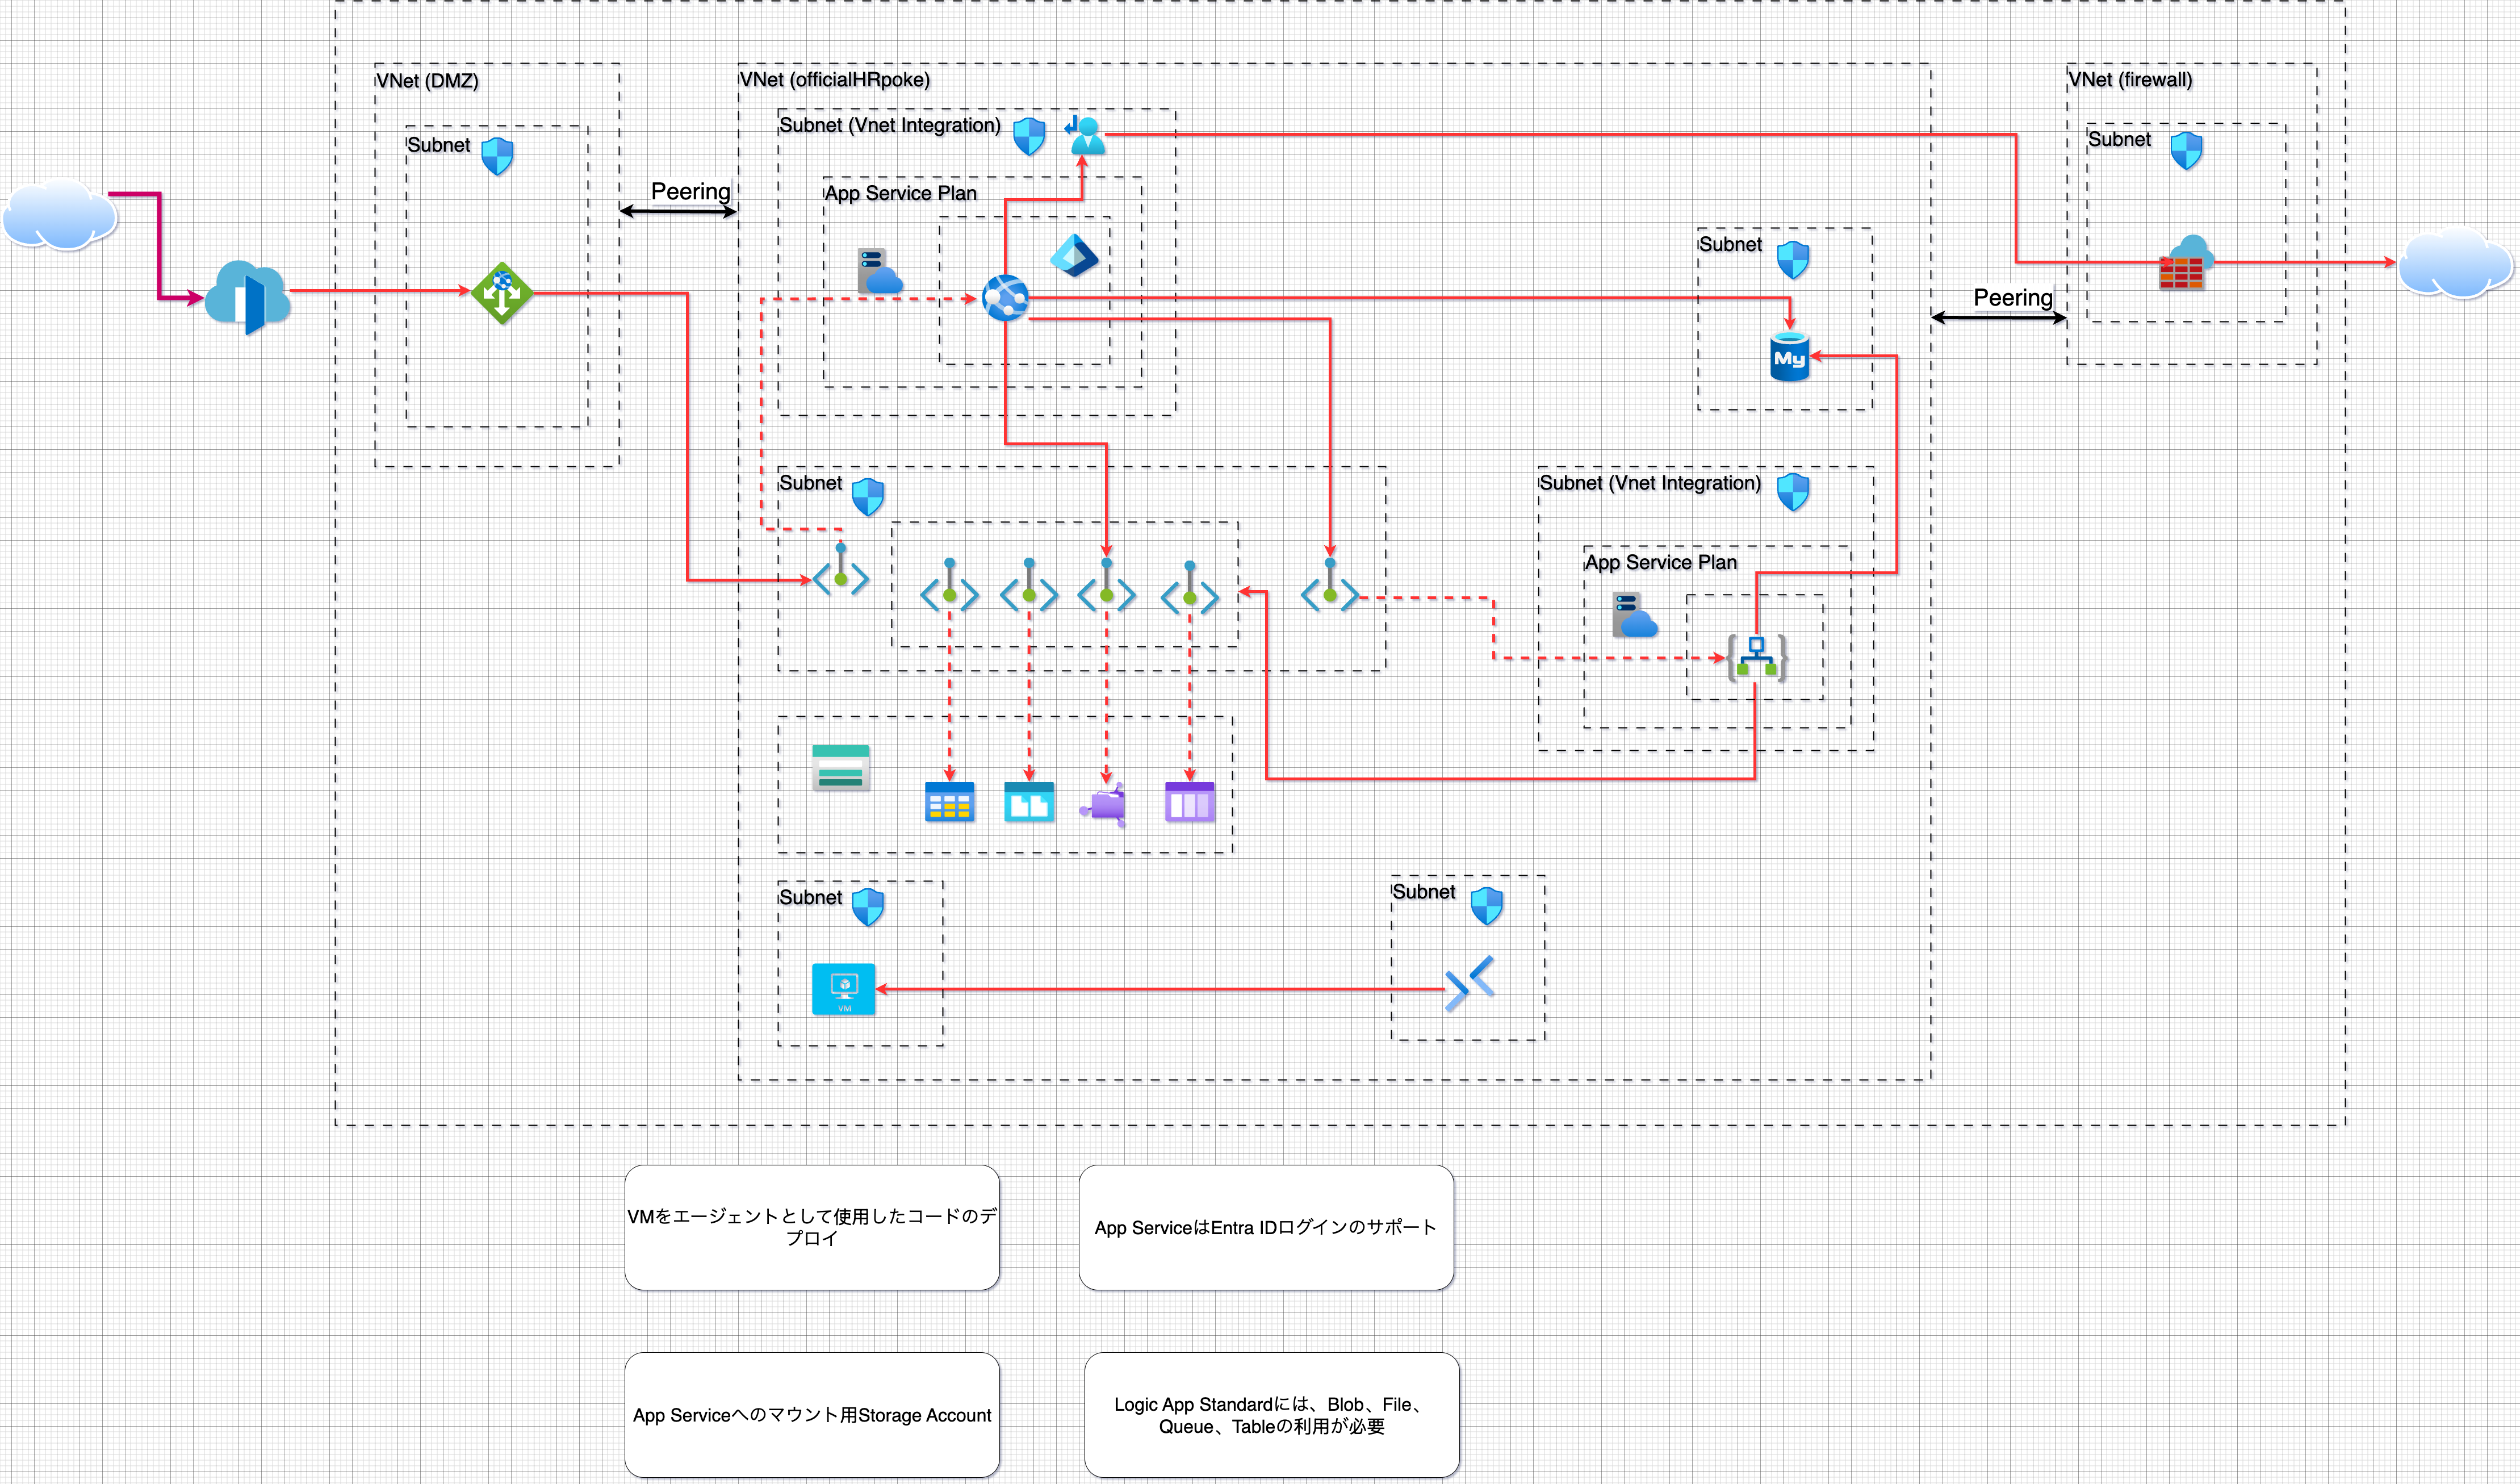 VNet (DMZ)
Subnet
Peering
VNet (officialHRpoke)
Subnet (Vnet Integration)
App Service Plan
Subnet
My
Peering
VNet (firewall)
Subnet
Subnet
Subnet (Vnet Integration)
App Service Plan
Subnet
VM
Subnet
VMをエージェントとして使用したコードのデ
プロイ
App ServiceはEntra IDログインのサポート
App Serviceへのマウント用Storage Account
Logic App Standardには、Blob、File、
Queue、Tableの利用が必要